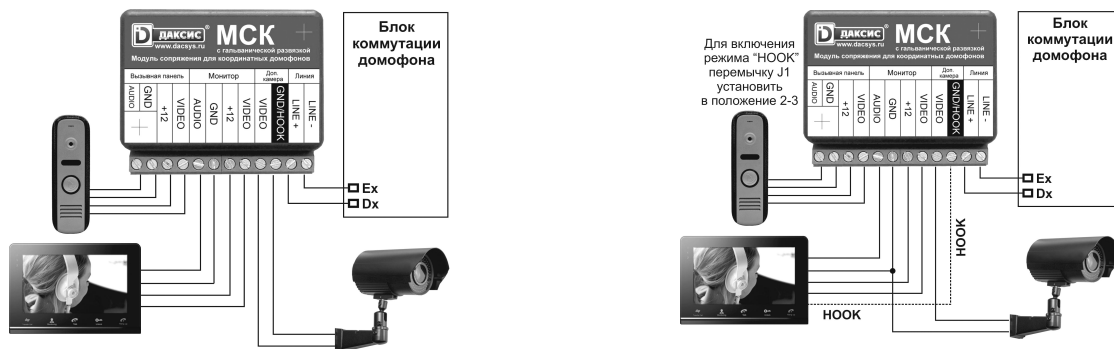 ДАКСИС®
www.dacsys.ru
МСК
с гальванической развязкой
Модуль сопряжения для координатных домофонов
Вызывная панель Монитор Доп. камера Линия
AUDIO GND +12 VIDEO AUDIO GND +12 VIDEO VIDEO GND/HOOK LINE + LINE -
Блок
коммутации
домофона
Ex
Dx
Для включения
режима “HOOK”
перемычку J1
установить
в положение 2-3
ДАКСИС®
www.dacsys.ru
МСК
с гальванической развязкой
Модуль сопряжения для координатных домофонов
Вызывная панель Монитор Доп. камера Линия
AUDIO GND +12 VIDEO AUDIO GND +12 VIDEO VIDEO GND/HOOK LINE + LINE -
Блок
коммутации
домофона
Ex
Dx
HOOK
HOOK